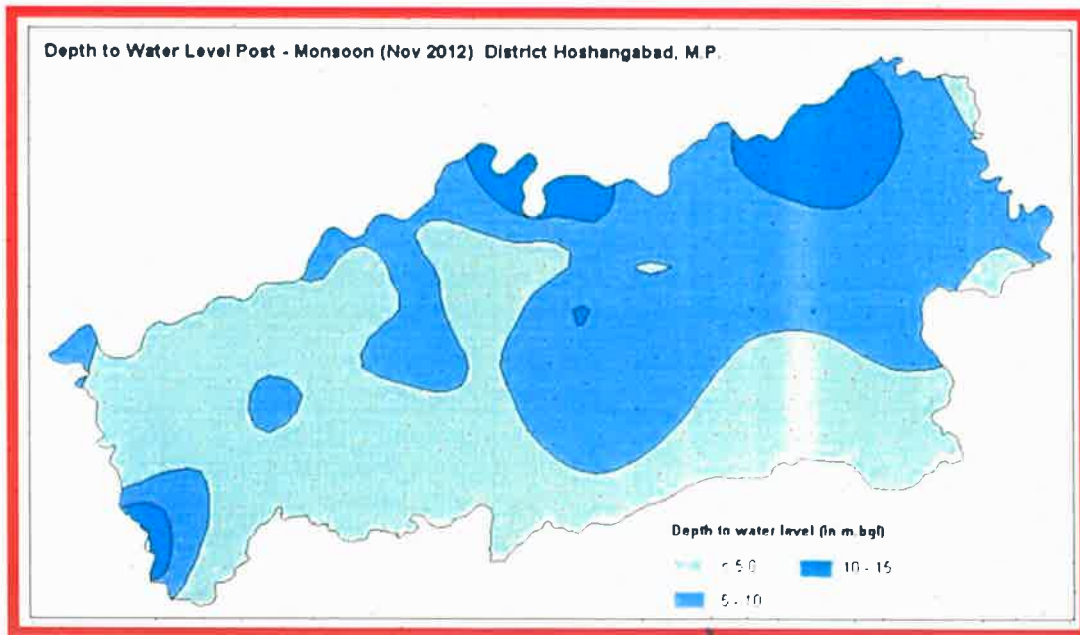 Depth to Water Level Post - Monsoon (Nov 2012) District Hoshangabad, M.P.
Depth to water level (in m.bgl)
< 5.0
10 - 15
5 - 10